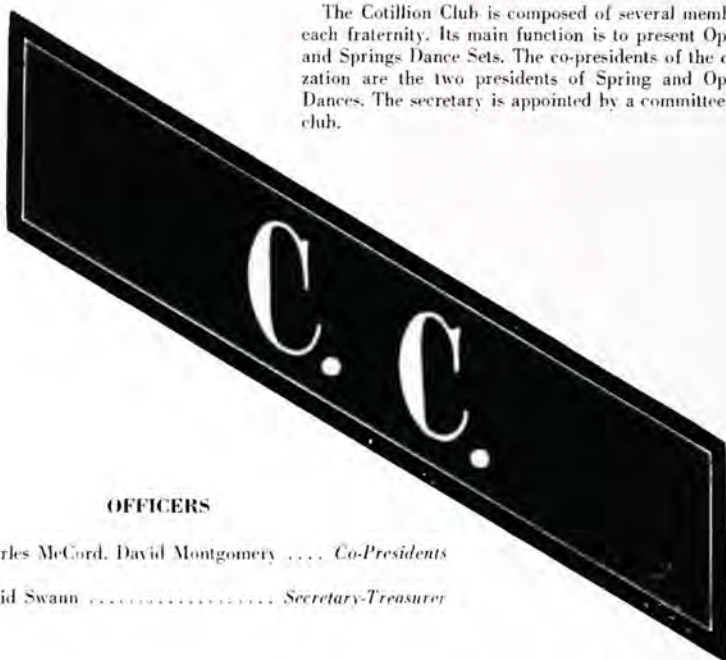 The Cotillion Club is composed of several memb
each fraternity. Its main function is to present Op
and Springs Dance Sets. The co-presidents of the o
zation are the two presidents of Spring and Op
Dances. The secretary is appointed by a committee
club.
C. C.
OFFICERS
rles McCord, David Montgomery .... Co-Presidents
id Swann .................. Secretary-Treasurer